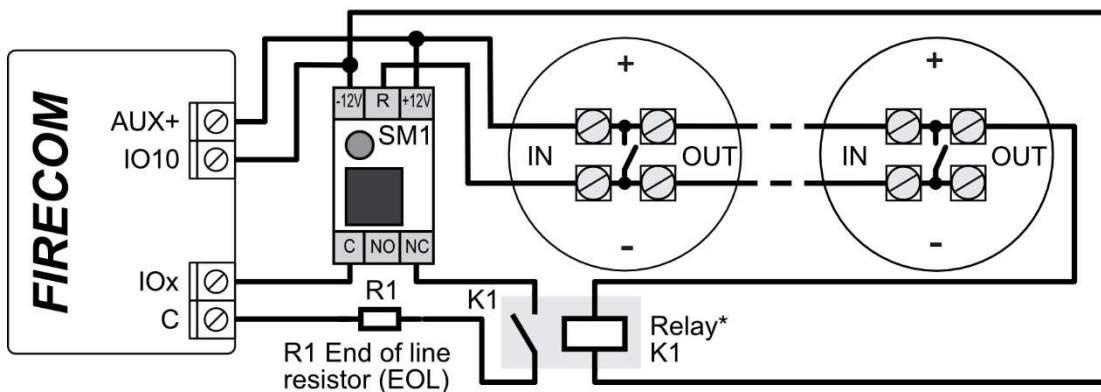 FIRECOM
AUX+
IO10
IOx
C
-12V R +12V
SM1
C NO NC
R1
R1 End of line
resistor (EOL)
K1
Relay*
K1
+
IN OUT
-
+
IN OUT
-